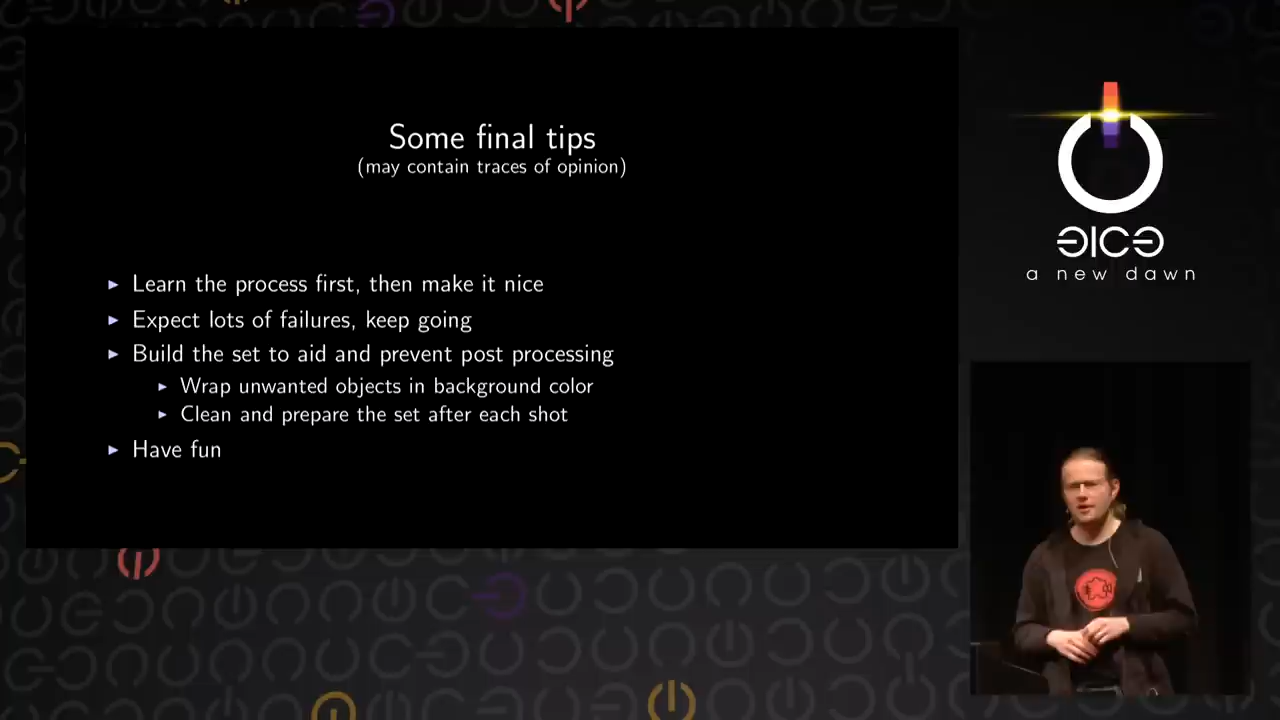 Some final tips
(may contain traces of opinion)
Learn the process first, then make it nice
Expect lots of failures, keep going
Build the set to aid and prevent post processing
Wrap unwanted objects in background color
Clean and prepare the set after each shot
Have fun
a new dawn